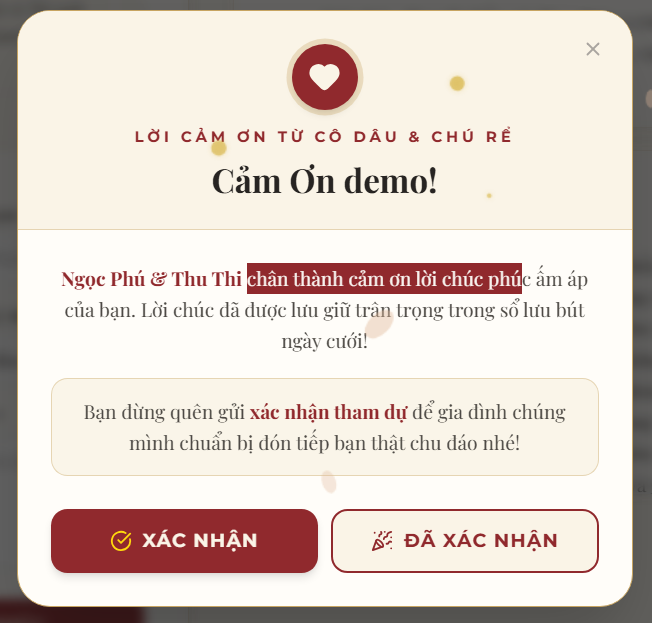 LỜI CẢM ƠN TỪ CÔ DÂU & CHÚ RỂ
Cảm Ơn demo!
Ngọc Phú & Thu Thi chân thành cảm ơn lời chúc phúc ấm áp
của bạn. Lời chúc đã được lưu giữ trân trọng trong sổ lưu bút
ngày cưới!
Bạn đừng quên gửi xác nhận tham dự để gia đình chúng
mình chuẩn bị đón tiếp bạn thật chu đáo nhé!
XÁC NHẬN
ĐÃ XÁC NHẬN